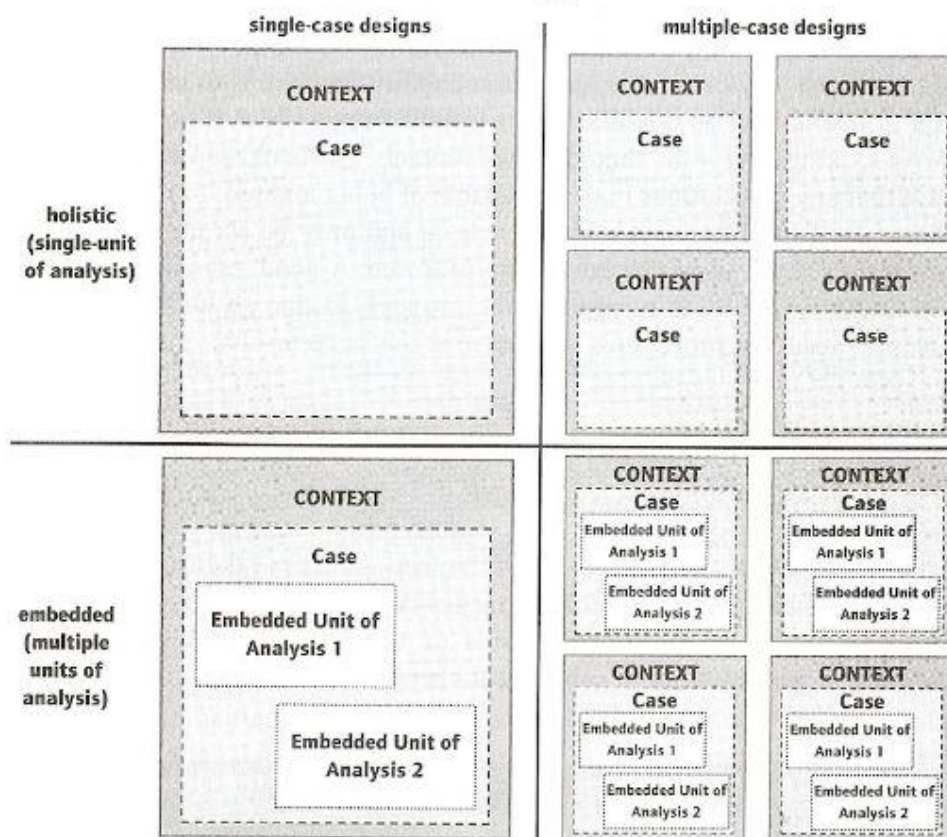 single-case designs
multiple-case designs
CONTEXT
Case
holistic
(single-unit
of analysis)
CONTEXT
Case
CONTEXT
Case
CONTEXT
Case
CONTEXT
Case
embedded
(multiple
units of
analysis)
CONTEXT
Case
Embedded Unit of
Analysis 1
Embedded Unit of
Analysis 2
CONTEXT
Case
Embedded Unit of
Analysis 1
Embedded Unit of
Analysis 2
CONTEXT
Case
Embedded Unit of
Analysis 1
Embedded Unit of
Analysis 2
CONTEXT
Case
Embedded Unit of
Analysis 1
Embedded Unit of
Analysis 2
CONTEXT
Case
Embedded Unit of
Analysis 1
Embedded Unit of
Analysis 2